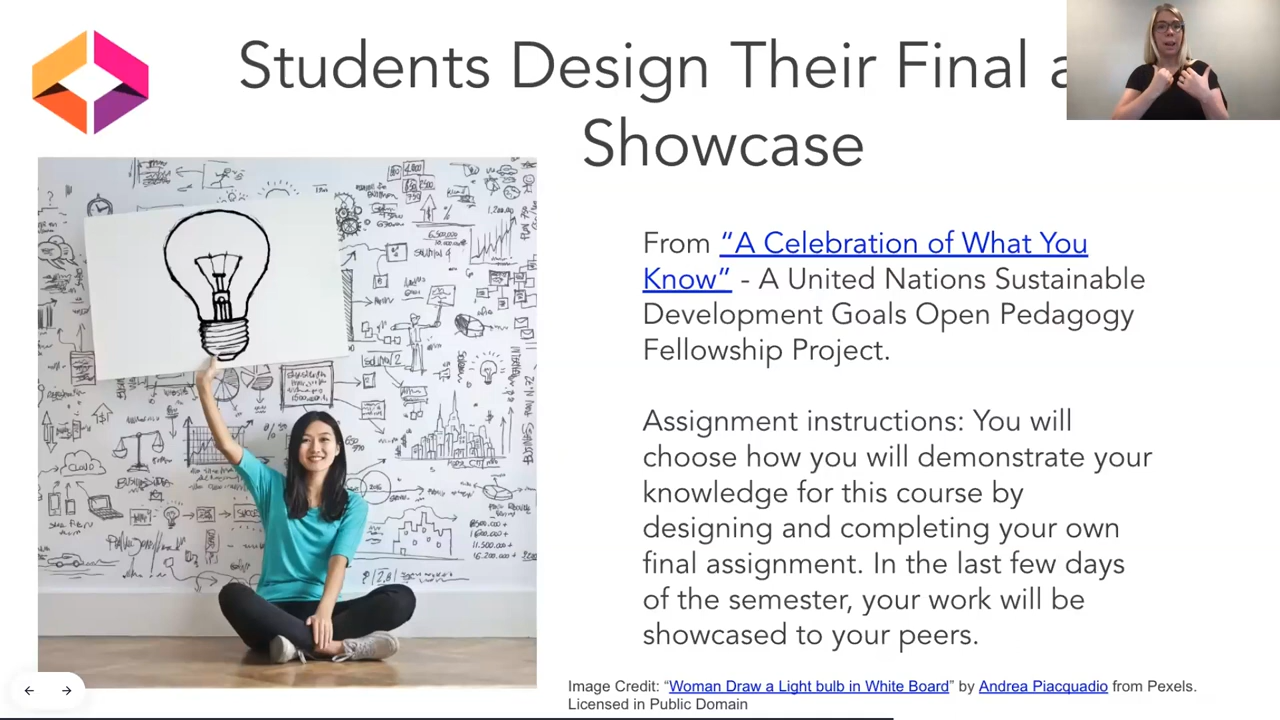 Students Design Their Final a
Showcase
From “A Celebration of What You
Know” - A United Nations Sustainable
Development Goals Open Pedagogy
Fellowship Project.
Assignment instructions: You will
choose how you will demonstrate your
knowledge for this course by
designing and completing your own
final assignment. In the last few days
of the semester, your work will be
showcased to your peers.
CLOUD
Image Credit: “Woman Draw a Light bulb in White Board” by Andrea Piacquadio from Pexels.
Licensed in Public Domain